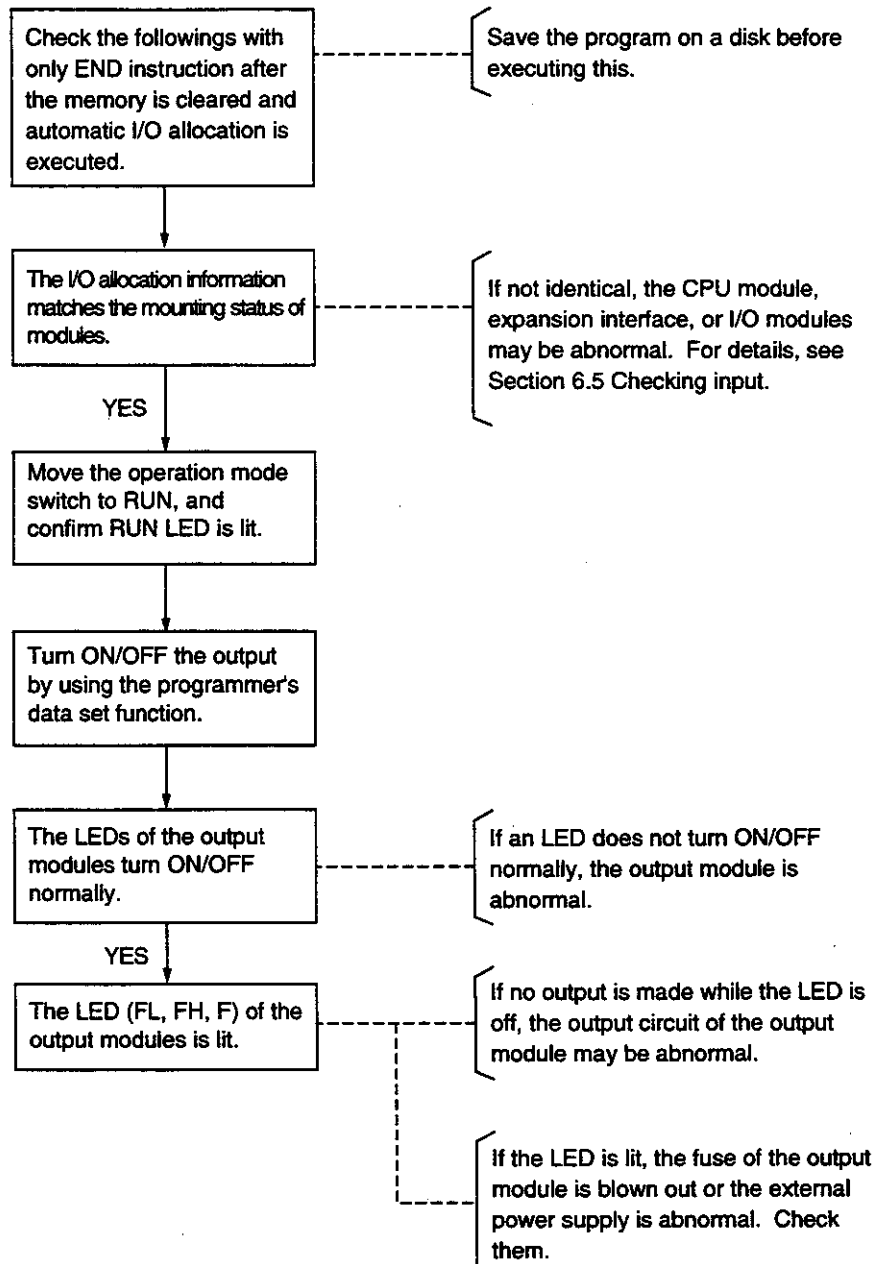 Check the followings with
only END instruction after
the memory is cleared and
automatic I/O allocation is
executed.
Save the program on a disk before
executing this.
The I/O allocation information
matches the mounting status of
modules.
If not identical, the CPU module,
expansion interface, or I/O modules
may be abnormal. For details, see
Section 6.5 Checking input.
YES
Move the operation mode
switch to RUN, and
confirm RUN LED is lit.
Turn ON/OFF the output
by using the programmer's
data set function.
The LEDs of the output
modules turn ON/OFF
normally.
If an LED does not turn ON/OFF
normally, the output module is
abnormal.
YES
The LED (FL, FH, F) of the
output modules is lit.
If no output is made while the LED is
off, the output circuit of the output
module may be abnormal.
If the LED is lit, the fuse of the output
module is blown out or the external
power supply is abnormal. Check
them.